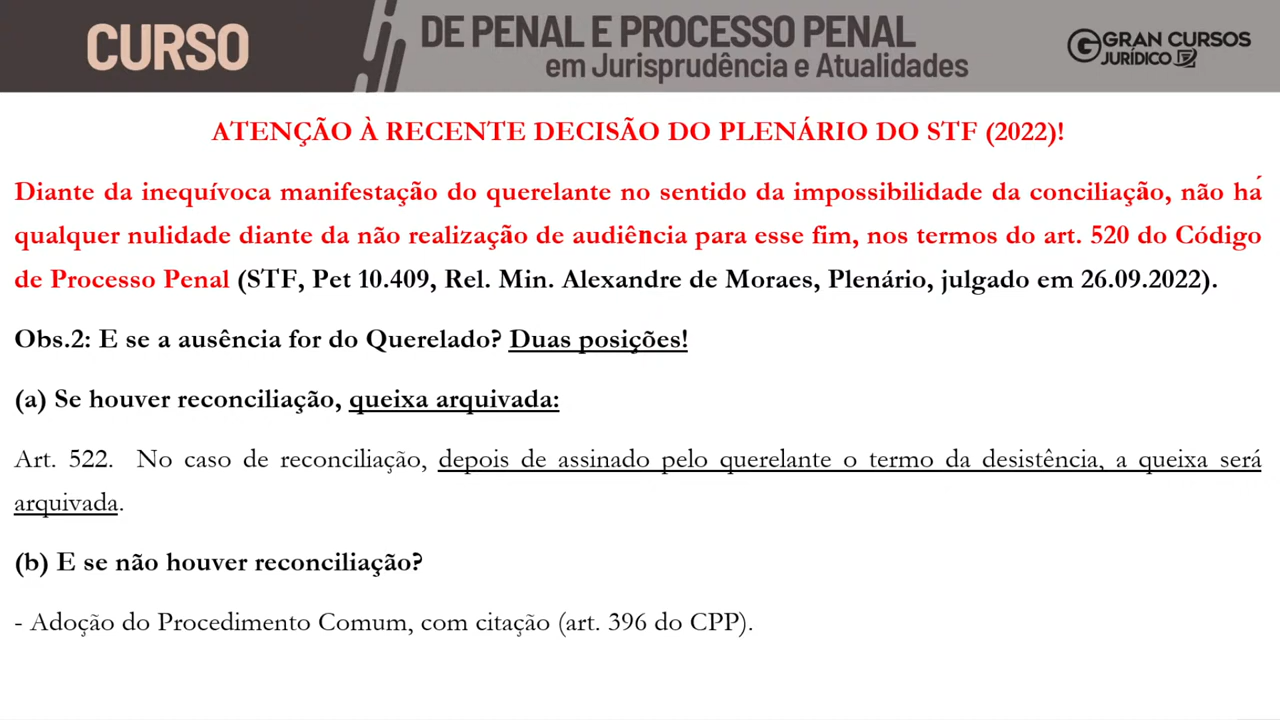 CURSO
DE PENAL E PROCESSO PENAL
em Jurisprudência e Atualidades
GRAN CURSOS
JURÍDICO
ATENÇÃO À RECENTE DECISÃO DO PLENÁRIO DO STF (2022)!
Diante da inequívoca manifestação do querelante no sentido da impossibilidade da conciliação, não há
qualquer nulidade diante da não realização de audiência para esse fim, nos termos do art. 520 do Código
de Processo Penal (STF, Pet 10.409, Rel. Min. Alexandre de Moraes, Plenário, julgado em 26.09.2022).
Obs.2: E se a ausência for do Querelado? Duas posições!
(a) Se houver reconciliação, queixa arquivada:
Art. 522. No caso de reconciliação, depois de assinado pelo querelante o termo da desistência, a queixa será
arquivada.
(b) E se não houver reconciliação?
- Adoção do Procedimento Comum, com citação (art. 396 do CPP).